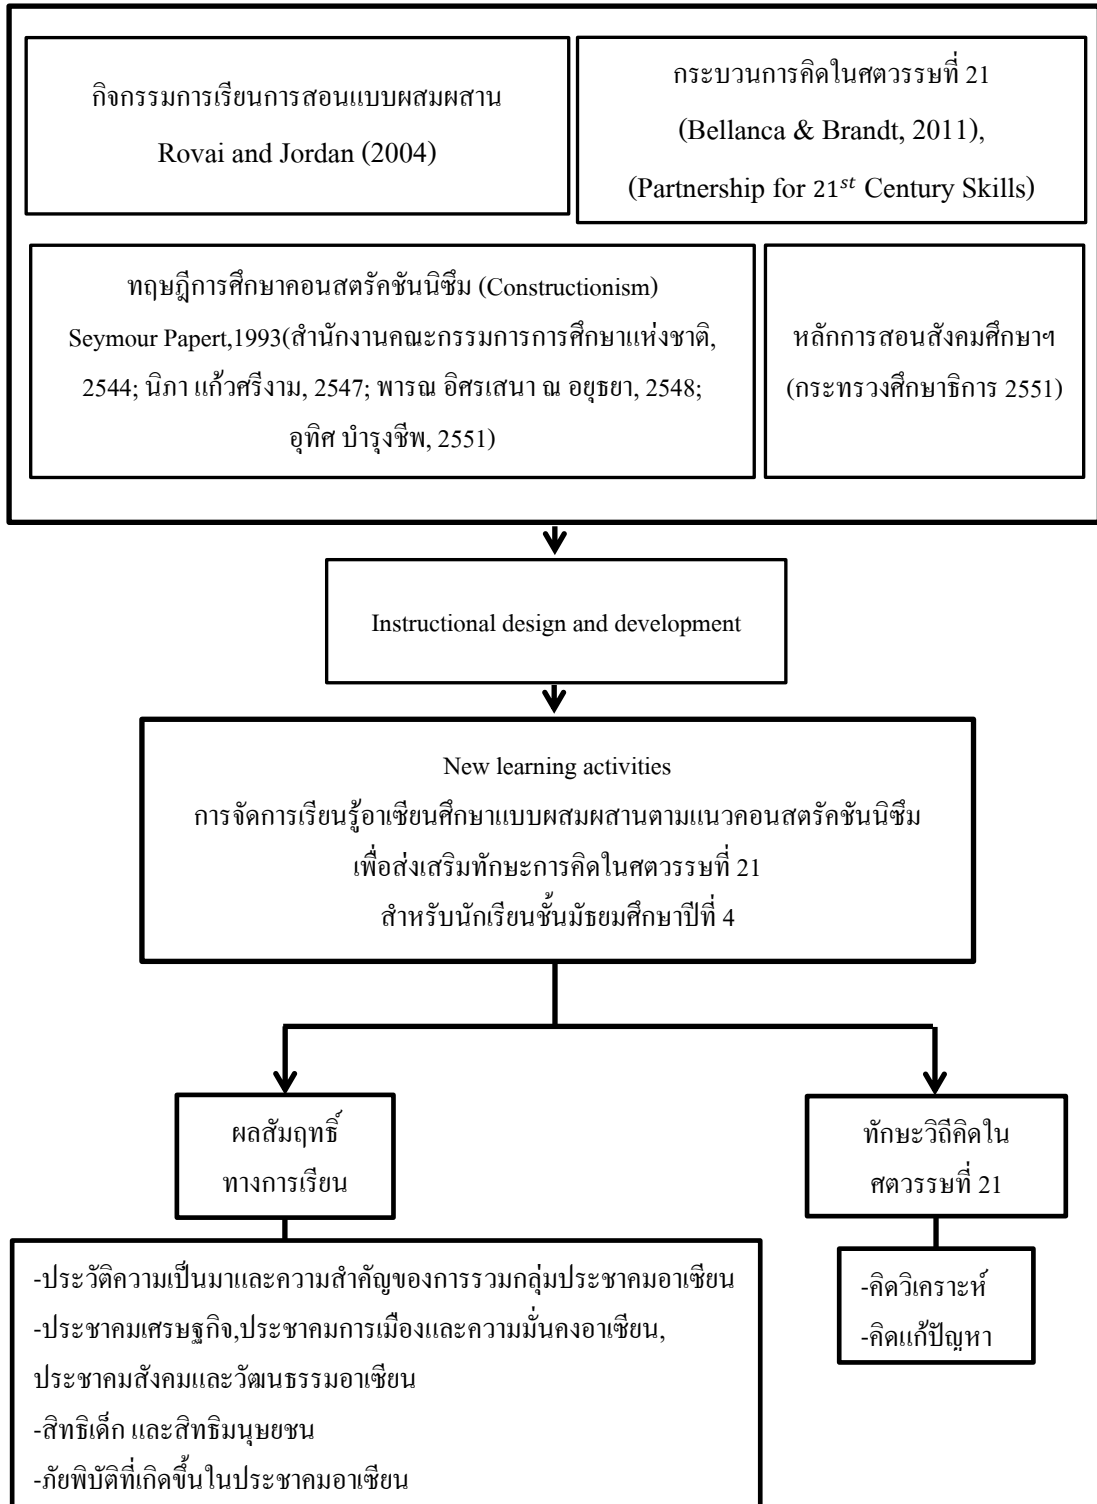 กิจกรรมการเรียนการสอนแบบผสมผสาน
Rovai and Jordan (2004)
กระบวนการคิดในศตวรรษที่ 21
(Bellanca & Brandt, 2011),
(Partnership for 21st Century Skills)
ทฤษฎีการศึกษาคอนสตรัคชันนิซึม (Constructionism)
Seymour Papert,1993(สำนักงานคณะกรรมการการศึกษาแห่งชาติ,
2544; นิภา แก้วศรีงาม, 2547; พารณ อิศรเสนา ณ อยุธยา, 2548;
อุทิศ บำรุงชีพ, 2551)
หลักการสอนสังคมศึกษาฯ
(กระทรวงศึกษาธิการ 2551)
Instructional design and development
New learning activities
การจัดการเรียนรู้อาเซียนศึกษาแบบผสมผสานตามแนวคอนสตรัคชันนิซึม
เพื่อส่งเสริมทักษะการคิดในศตวรรษที่ 21
สำหรับนักเรียนชั้นมัธยมศึกษาปีที่ 4
ผลสัมฤทธิ์
ทางการเรียน
ทักษะวิถีคิดใน
ศตวรรษที่ 21
-ประวัติความเป็นมาและความสำคัญของการรวมกลุ่มประชาคมอาเซียน
-ประชาคมเศรษฐกิจ,ประชาคมการเมืองและความมั่นคงอาเซียน,
ประชาคมสังคมและวัฒนธรรมอาเซียน
-สิทธิเด็ก และสิทธิมนุษยชน
-ภัยพิบัติที่เกิดขึ้นในประชาคมอาเซียน
-คิดวิเคราะห์
-คิดแก้ปัญหา